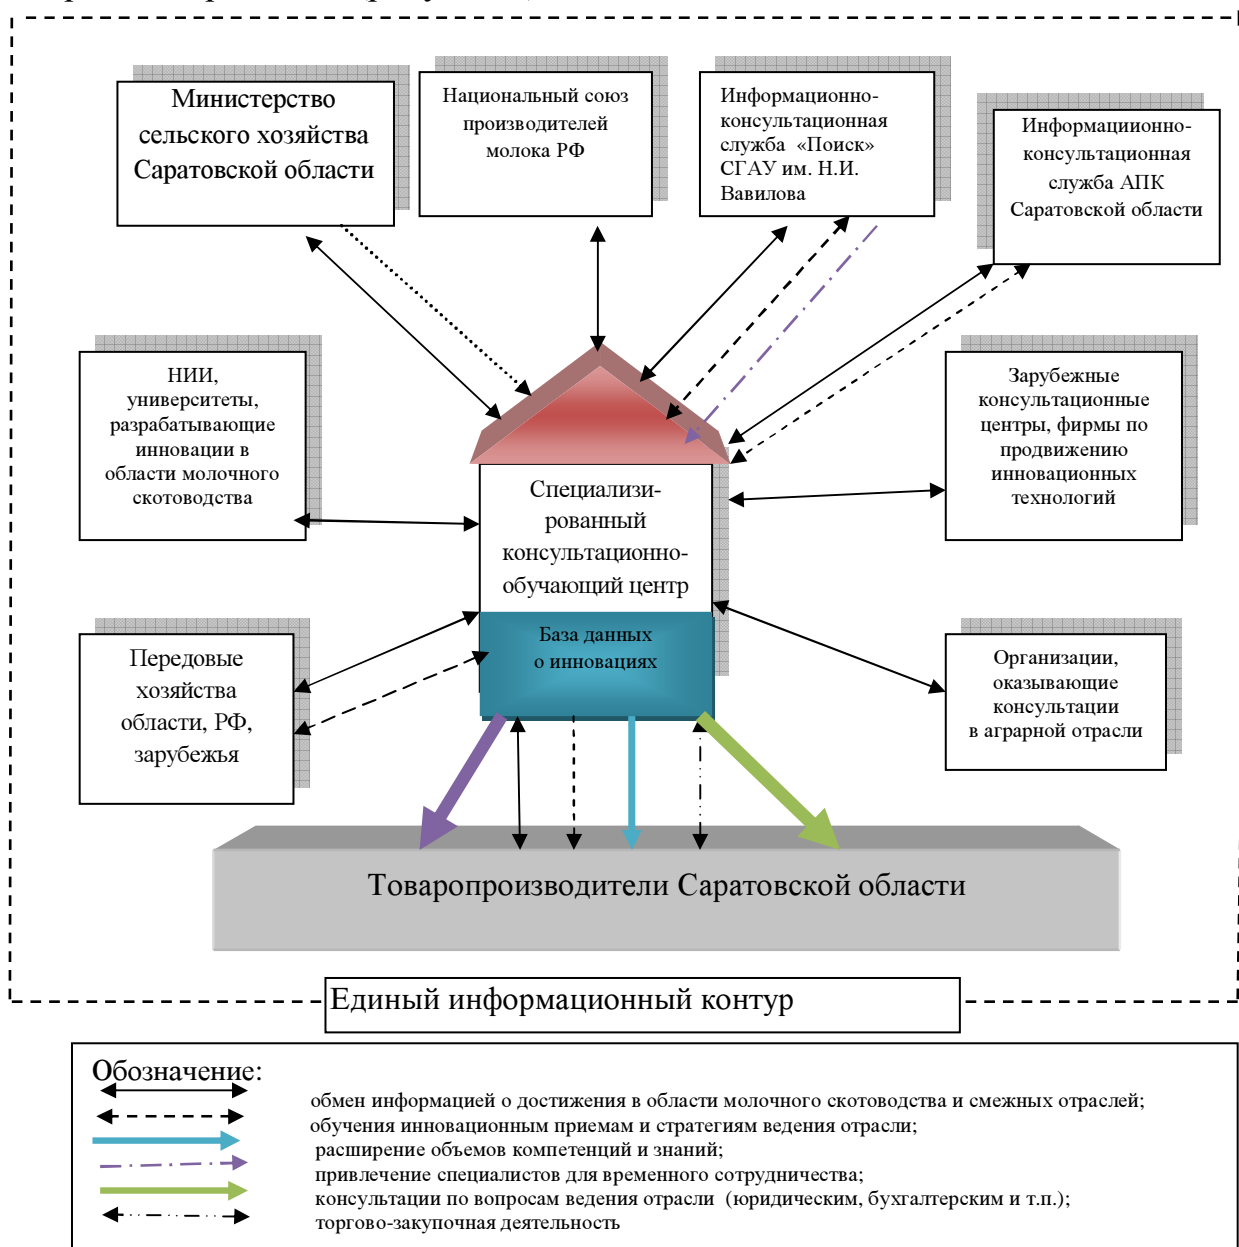 Министерство
сельского хозяйства
Саратовской области
Национальный союз
производителей
молока РФ
Информационно-
консультационная
служба «Поиск»
СГАУ им. Н.И.
Вавилова
Информациионно-
консультационная
служба АПК
Саратовской области
НИИ,
университеты,
разрабатывающие
инновации в
области молочного
скотоводства
Зарубежные
консультационные
центры, фирмы по
продвижению
инновационных
технологий
Специализи-
рованный
консультационно-
обучающий центр
База данных
о инновациях
Передовые
хозяйства
области, РФ,
зарубежья
Организации,
оказывающие
консультации
в аграрной отрасли
Товаропроизводители Саратовской области
Единый информационный контур
Обозначение:
обмен информацией о достижения в области молочного скотоводства и смежных отраслей;
обучения инновационным приемам и стратегиям ведения отрасли;
расширение объемов компетенций и знаний;
привлечение специалистов для временного сотрудничества;
консультации по вопросам ведения отрасли (юридическим, бухгалтерским и т.п.);
торгово-закупочная деятельность